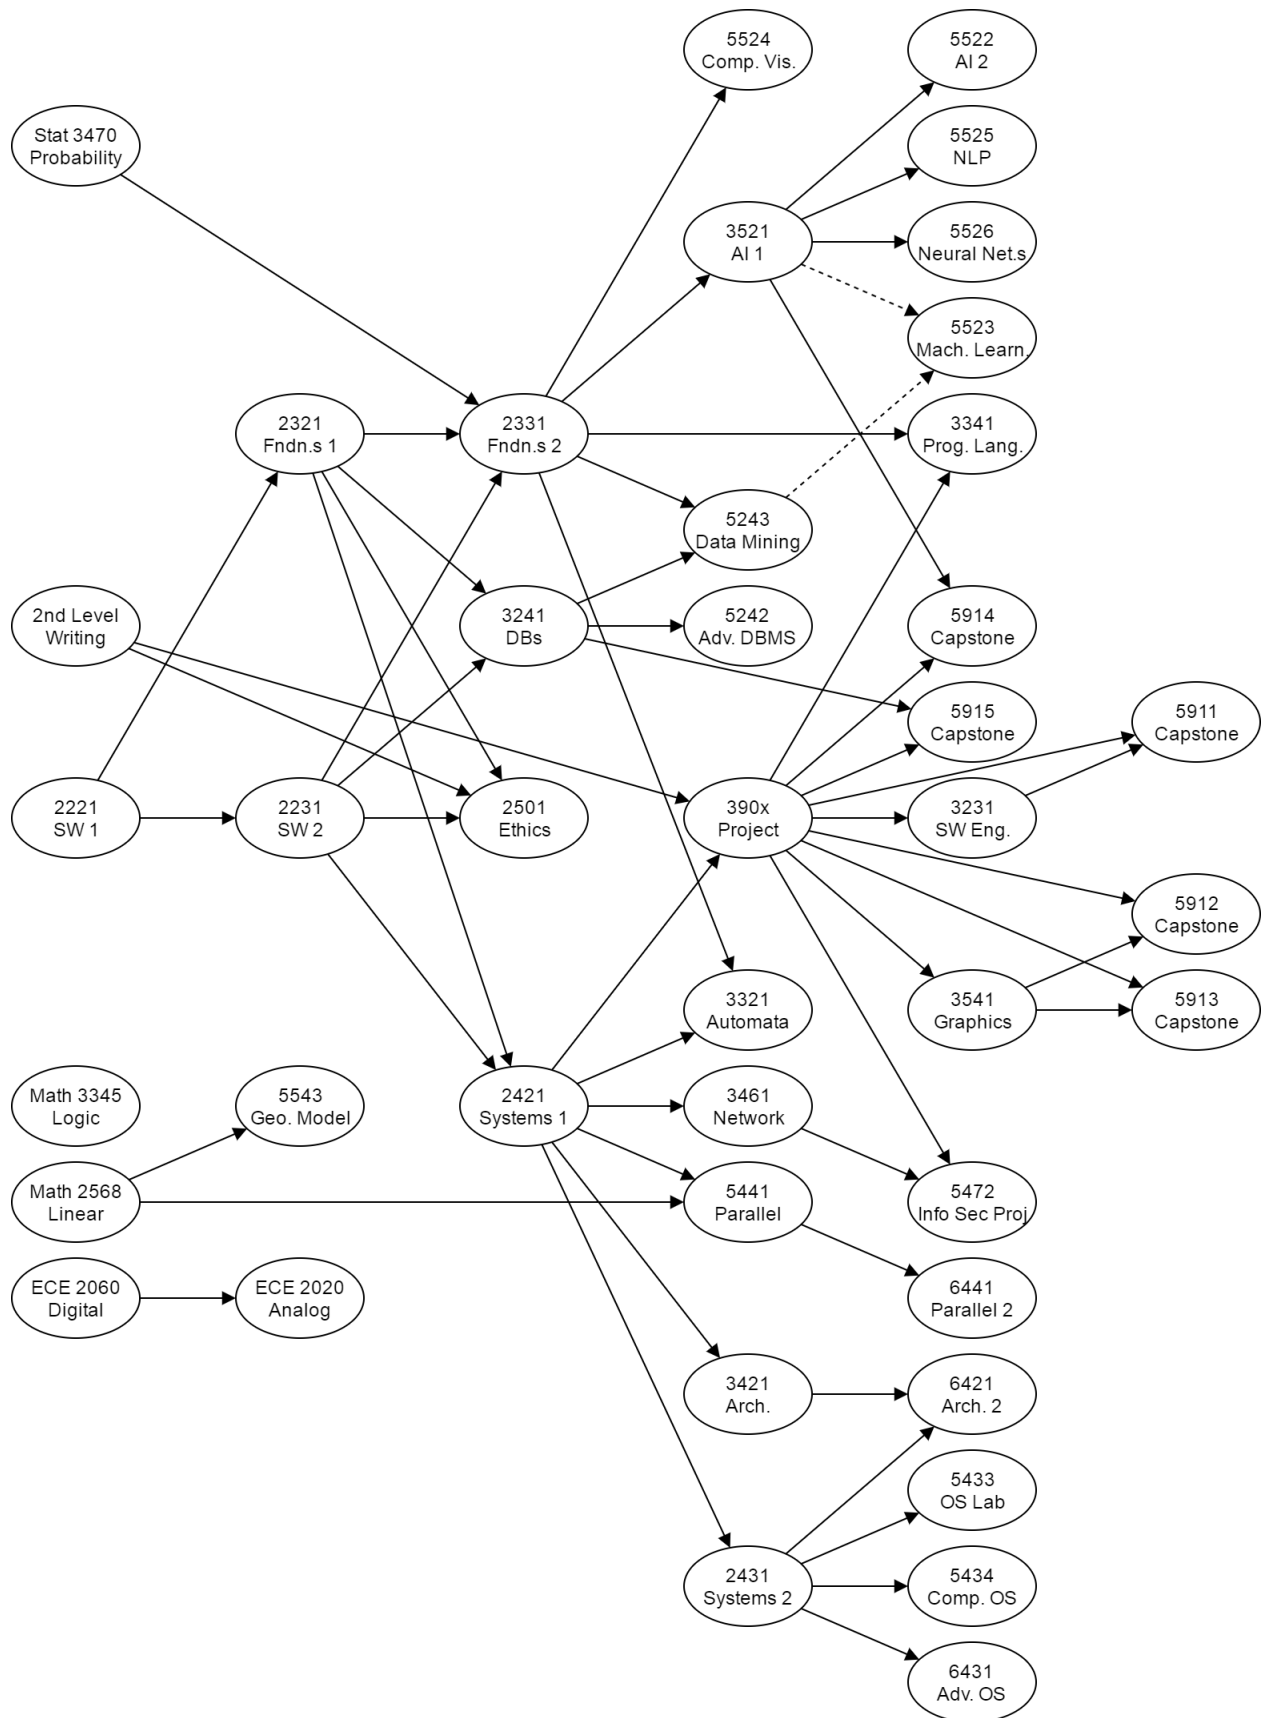 5524
Comp. Vis.
5522
AI 2
Stat 3470
Probability
5525
NLP
3521
AI 1
5526
Neural Net.s
5523
Mach. Learn.
2321
Fndn.s 1
2331
Fndn.s 2
3341
Prog. Lang.
5243
Data Mining
2nd Level
Writing
3241
DBs
5242
Adv. DBMS
5914
Capstone
5915
Capstone
5911
Capstone
2221
SW 1
2231
SW 2
2501
Ethics
390x
Project
3231
SW Eng.
5912
Capstone
3321
Automata
3541
Graphics
5913
Capstone
Math 3345
Logic
5543
Geo. Model
2421
Systems 1
3461
Network
Math 2568
Linear
5441
Parallel
5472
Info Sec Proj
ECE 2060
Digital
ECE 2020
Analog
6441
Parallel 2
3421
Arch.
6421
Arch. 2
5433
OS Lab
2431
Systems 2
5434
Comp. OS
6431
Adv. OS